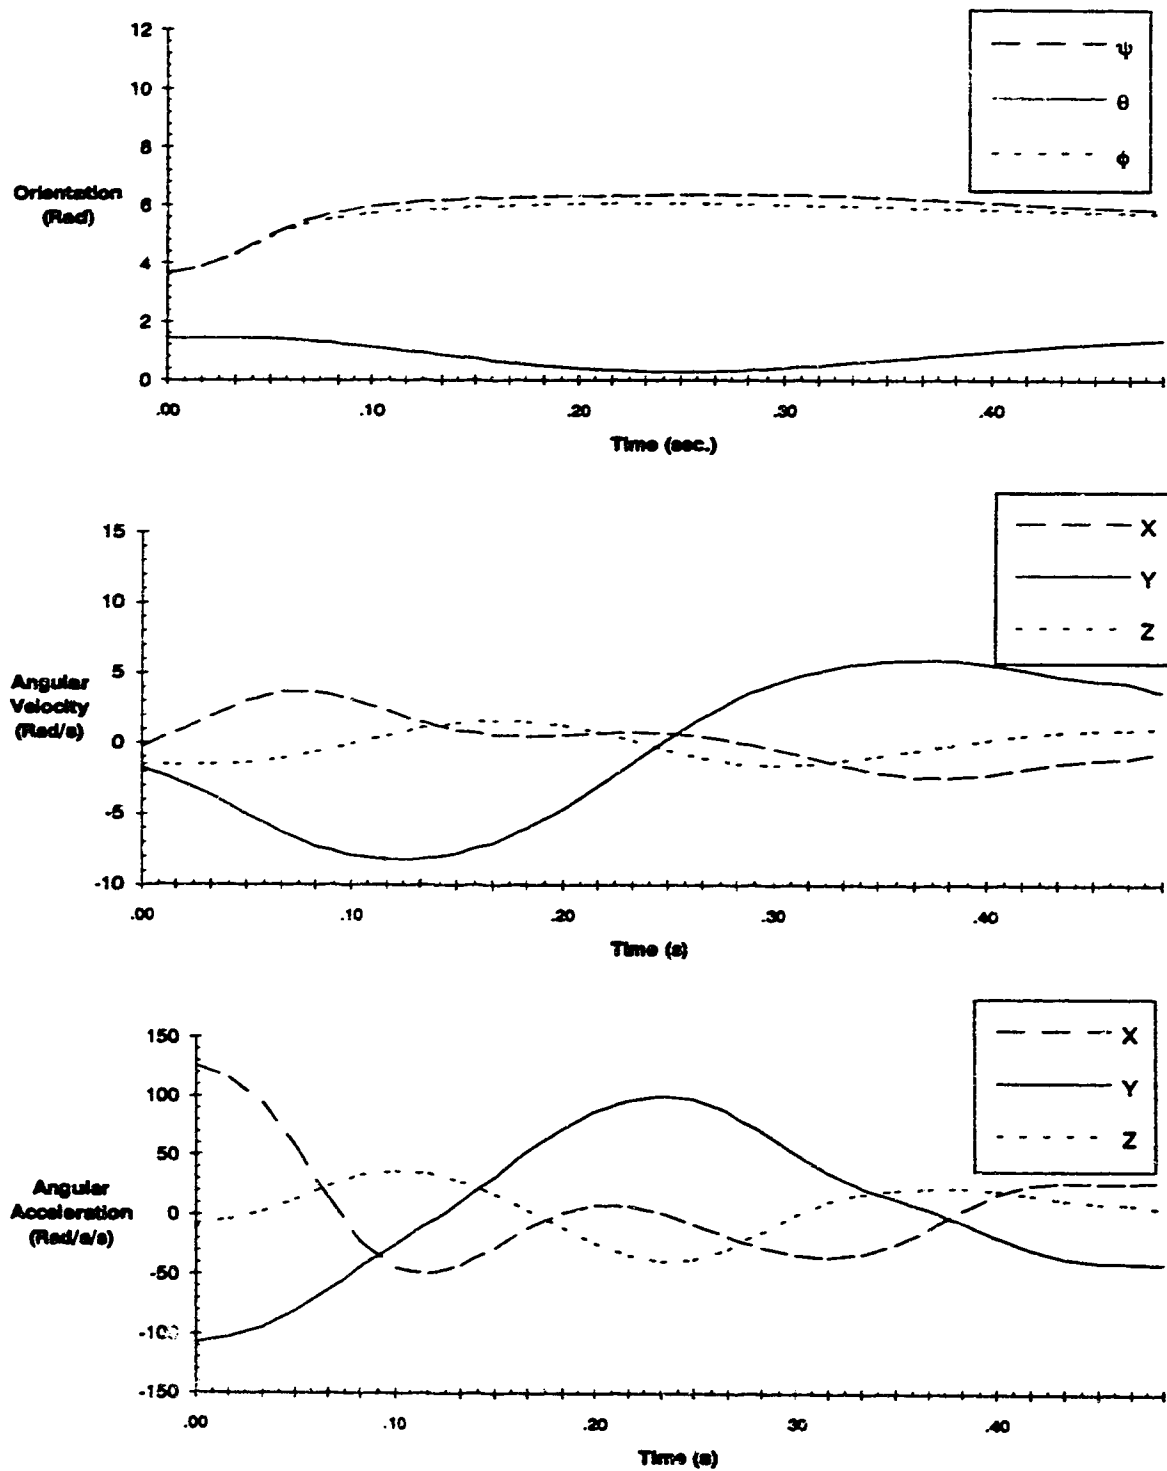 12
ψ
10
θ
8
φ
Orientation
(Rad)
6
4
2
0
.00
.10
.20
.30
.40
Time (sec.)
15
X
10
Y
Z
5
Angular
Velocity
(Rad/s)
0
-5
-10
.00
.10
.20
.30
.40
Time (s)
150
X
100
Y
50
Z
Angular
Acceleration
(Rad/s/s)
0
-50
-100
-150
.00
.10
.20
30
.40
Time (s)